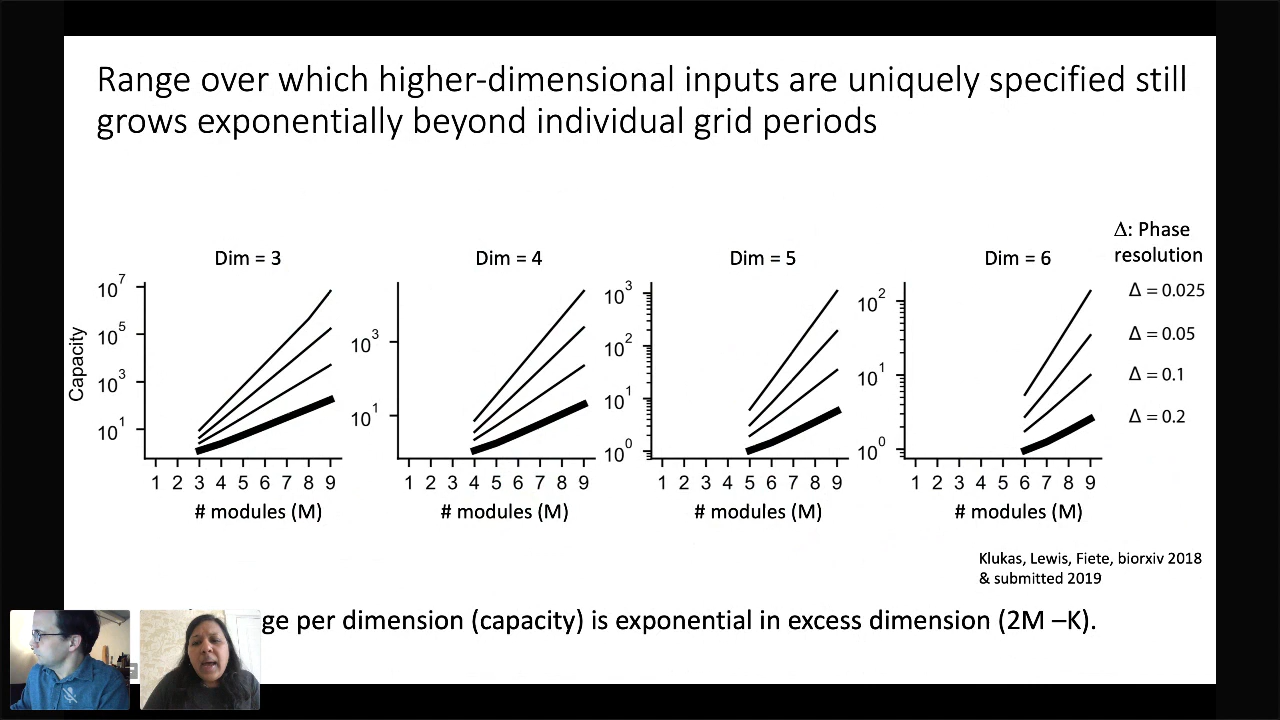 Range over which higher-dimensional inputs are uniquely specified still
grows exponentially beyond individual grid periods
Δ: Phase
resolution
Dim = 3
Dim = 4
Dim = 5
Dim = 6
Capacity
10^7
10^5
10^3
10^1
10^3
10^1
10^3
10^2
10^1
10^0
10^2
10^1
10^0
Δ = 0.025
Δ = 0.05
Δ = 0.1
Δ = 0.2
1 2 3 4 5 6 7 8 9
1 2 3 4 5 6 7 8 9
1 2 3 4 5 6 7 8 9
1 2 3 4 5 6 7 8 9
# modules (M)
# modules (M)
# modules (M)
# modules (M)
Klukas, Lewis, Fiete, biorxiv 2018
& submitted 2019
per dimension (capacity) is exponential in excess dimension (2M –K).